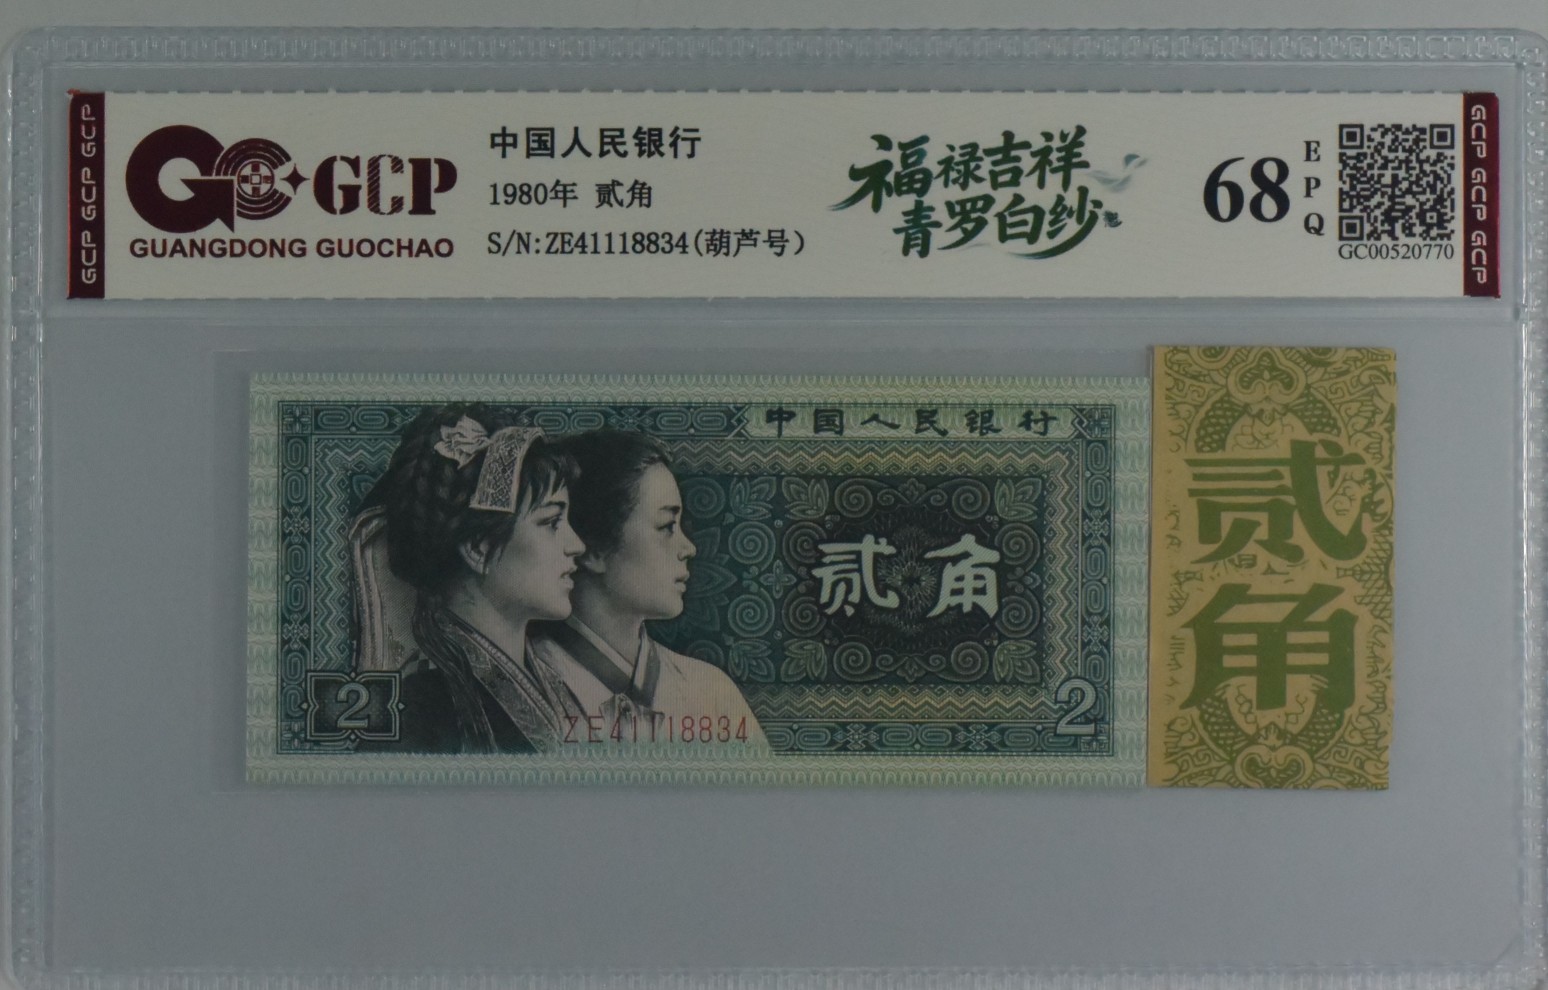 GCP
GUANGDONG GUOCHAO
中国人民银行
1980年 贰角
S/N:ZE41118834(葫芦号)
福禄吉祥
青罗白纱
68
EPQ
GC00520770
GCP GCP GCP
GCP GCP GCP
中国人民银行
贰角
2
ZE41118834
2
贰角